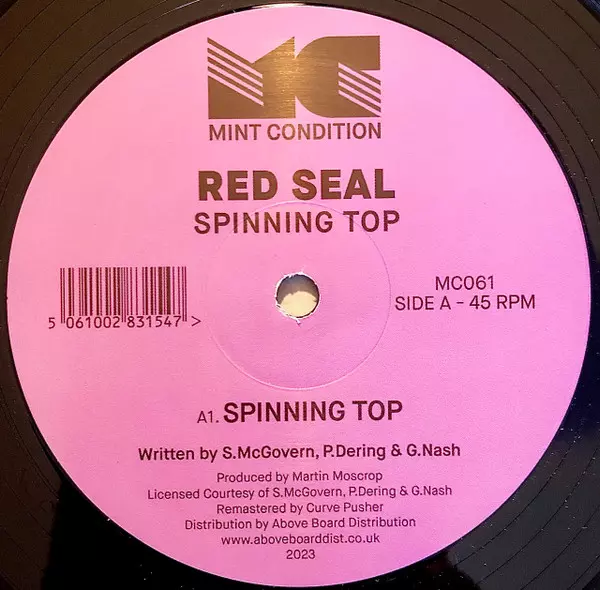 MC
MINT CONDITION
RED SEAL
SPINNING TOP
MC061
SIDE A - 45 RPM
5 061002 831547 >
A1. SPINNING TOP
Written by S.McGovern, P.Dering & G.Nash
Produced by Martin Moscrop
Licensed Courtesy of S.McGovern, P.Dering & G.Nash
Remastered by Curve Pusher
Distribution by Above Board Distribution
www.aboveboarddist.co.uk
2023